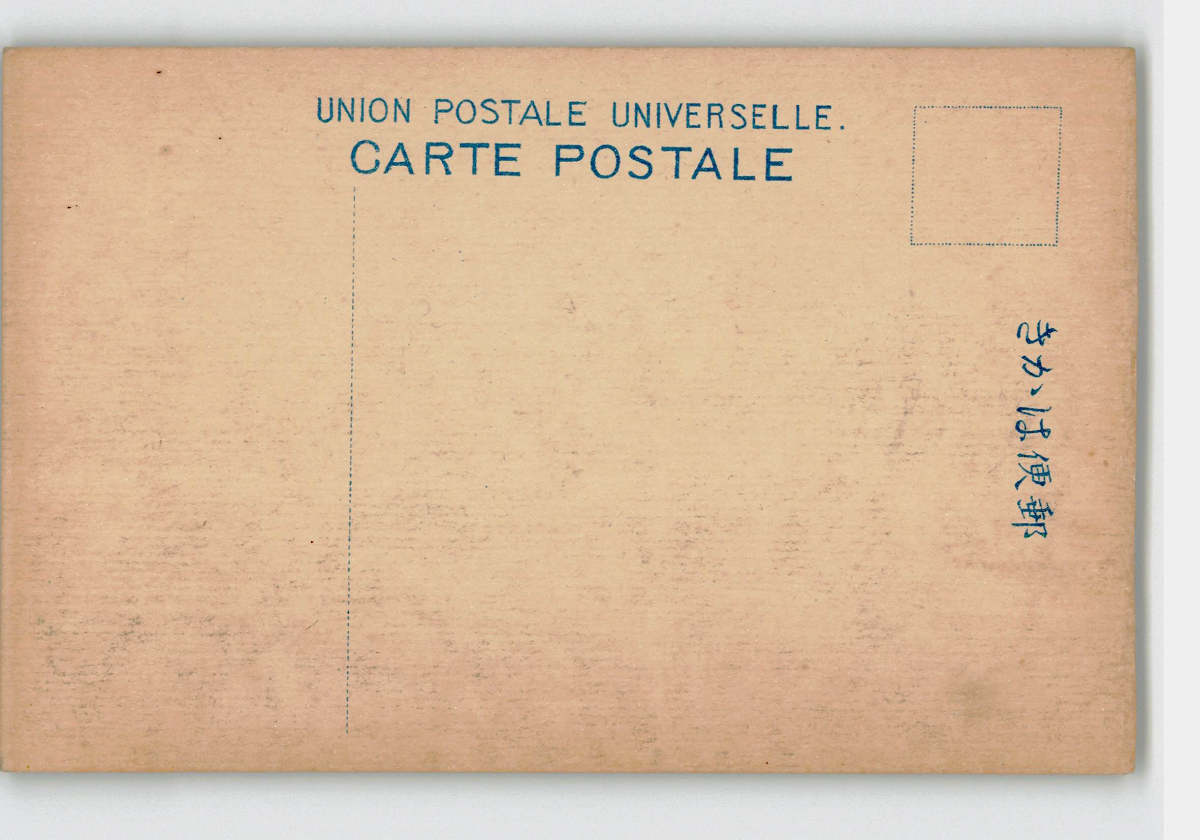 UNION POSTALE UNIVERSELLE.
CARTE POSTALE
郵便はがき